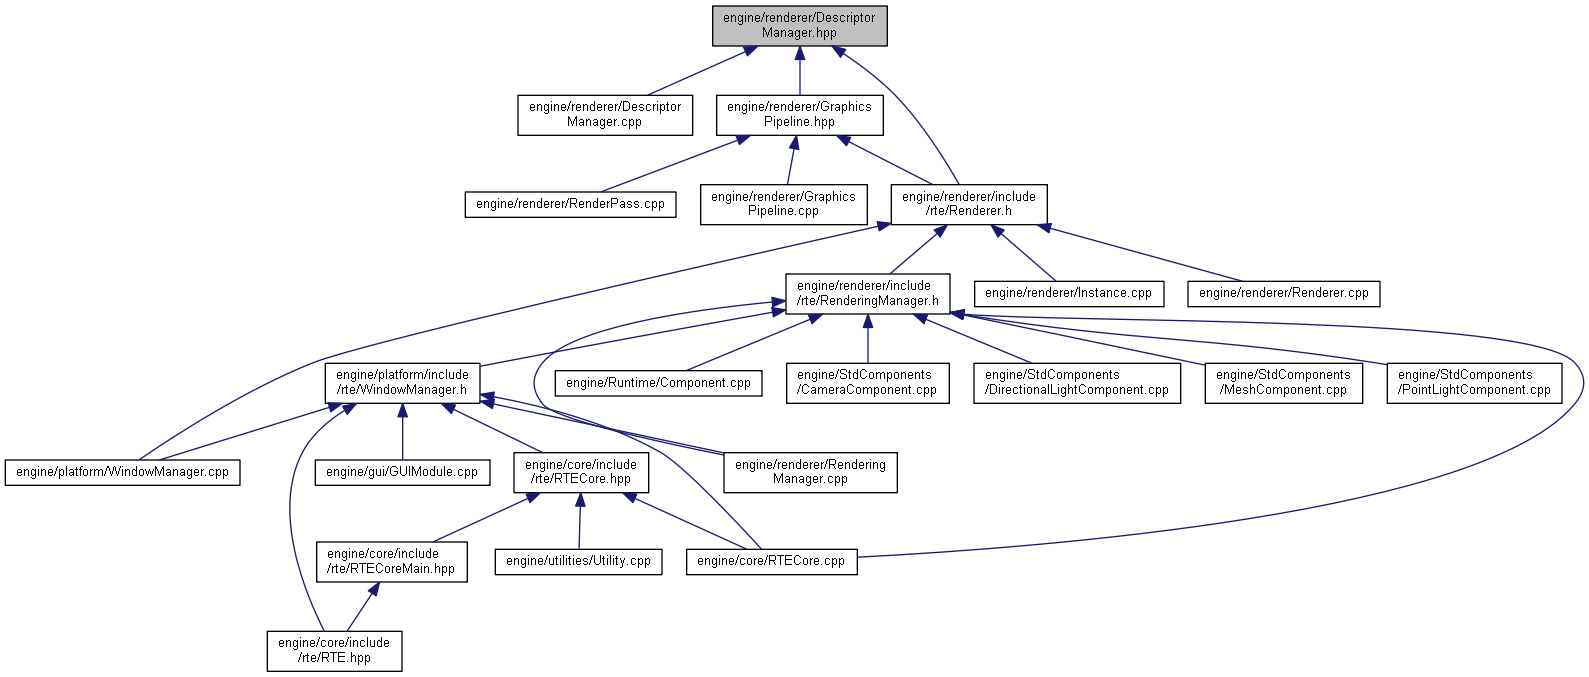 engine/renderer/Descriptor
Manager.hpp
engine/renderer/Descriptor
Manager.cpp
engine/renderer/Graphics
Pipeline.hpp
engine/renderer/RenderPass.cpp
engine/renderer/Graphics
Pipeline.cpp
engine/renderer/include
/rte/Renderer.h
engine/renderer/include
/rte/RenderingManager.h
engine/renderer/Instance.cpp
engine/renderer/Renderer.cpp
engine/platform/include
/rte/WindowManager.h
engine/Runtime/Component.cpp
engine/StdComponents
/CameraComponent.cpp
engine/StdComponents
/DirectionalLightComponent.cpp
engine/StdComponents
/MeshComponent.cpp
engine/StdComponents
/PointLightComponent.cpp
engine/platform/WindowManager.cpp
engine/gui/GUIModule.cpp
engine/core/include
/rte/RTECore.hpp
engine/renderer/Rendering
Manager.cpp
engine/core/include
/rte/RTECoreMain.hpp
engine/utilities/Utility.cpp
engine/core/RTECore.cpp
engine/core/include
/rte/RTE.hpp